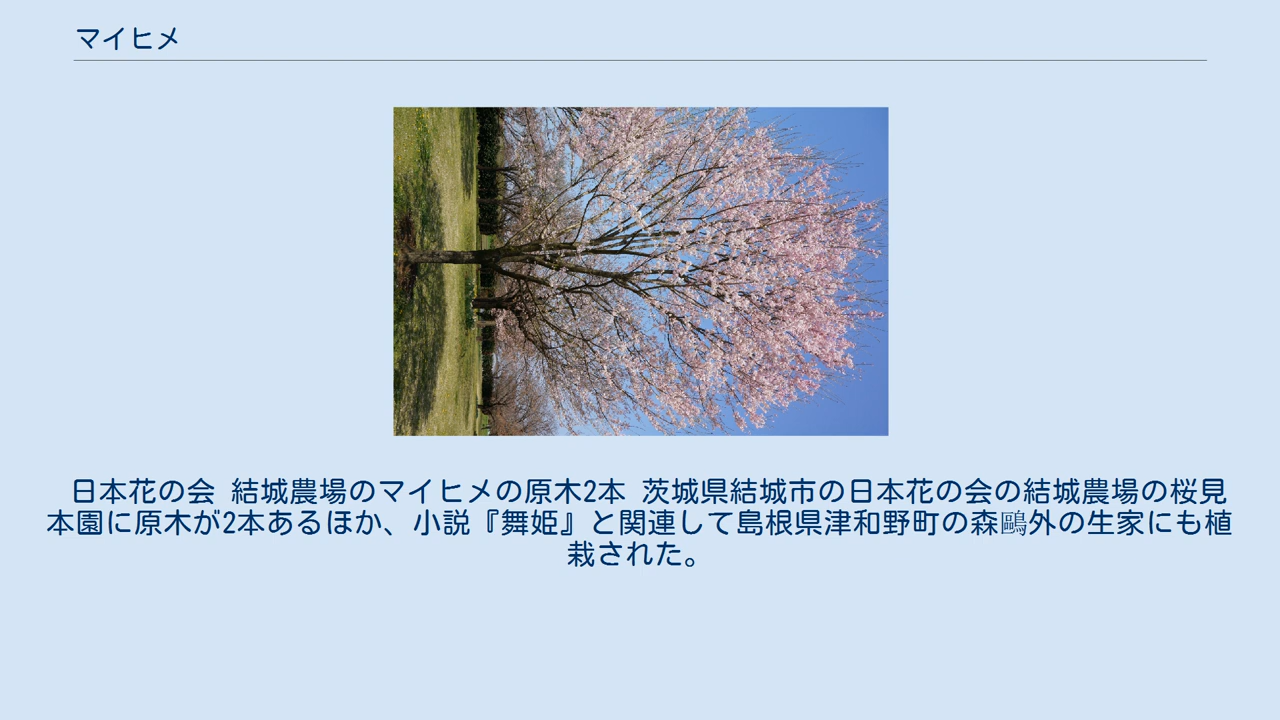 マイヒメ
日本花の会 結城農場のマイヒメの原木2本 茨城県結城市の日本花の会の結城農場の桜見
本園に原木が2本あるほか、小説『舞姫』と関連して島根県津和野町の森鷗外の生家にも植
栽された。